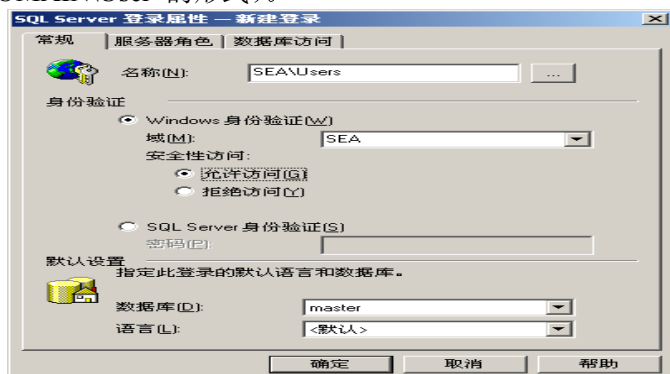 SQL Server 登录属性 — 新建登录
常规 服务器角色 数据库访问
名称(N): SEA\Users ...
身份验证
Windows 身份验证(W)
域(M): SEA
安全性访问:
允许访问(G)
拒绝访问(Y)
SQL Server 身份验证(S)
密码(P):
默认设置
指定此登录的默认语言和数据库。
数据库(D): master
语言(L): <默认>
确定 取消 帮助